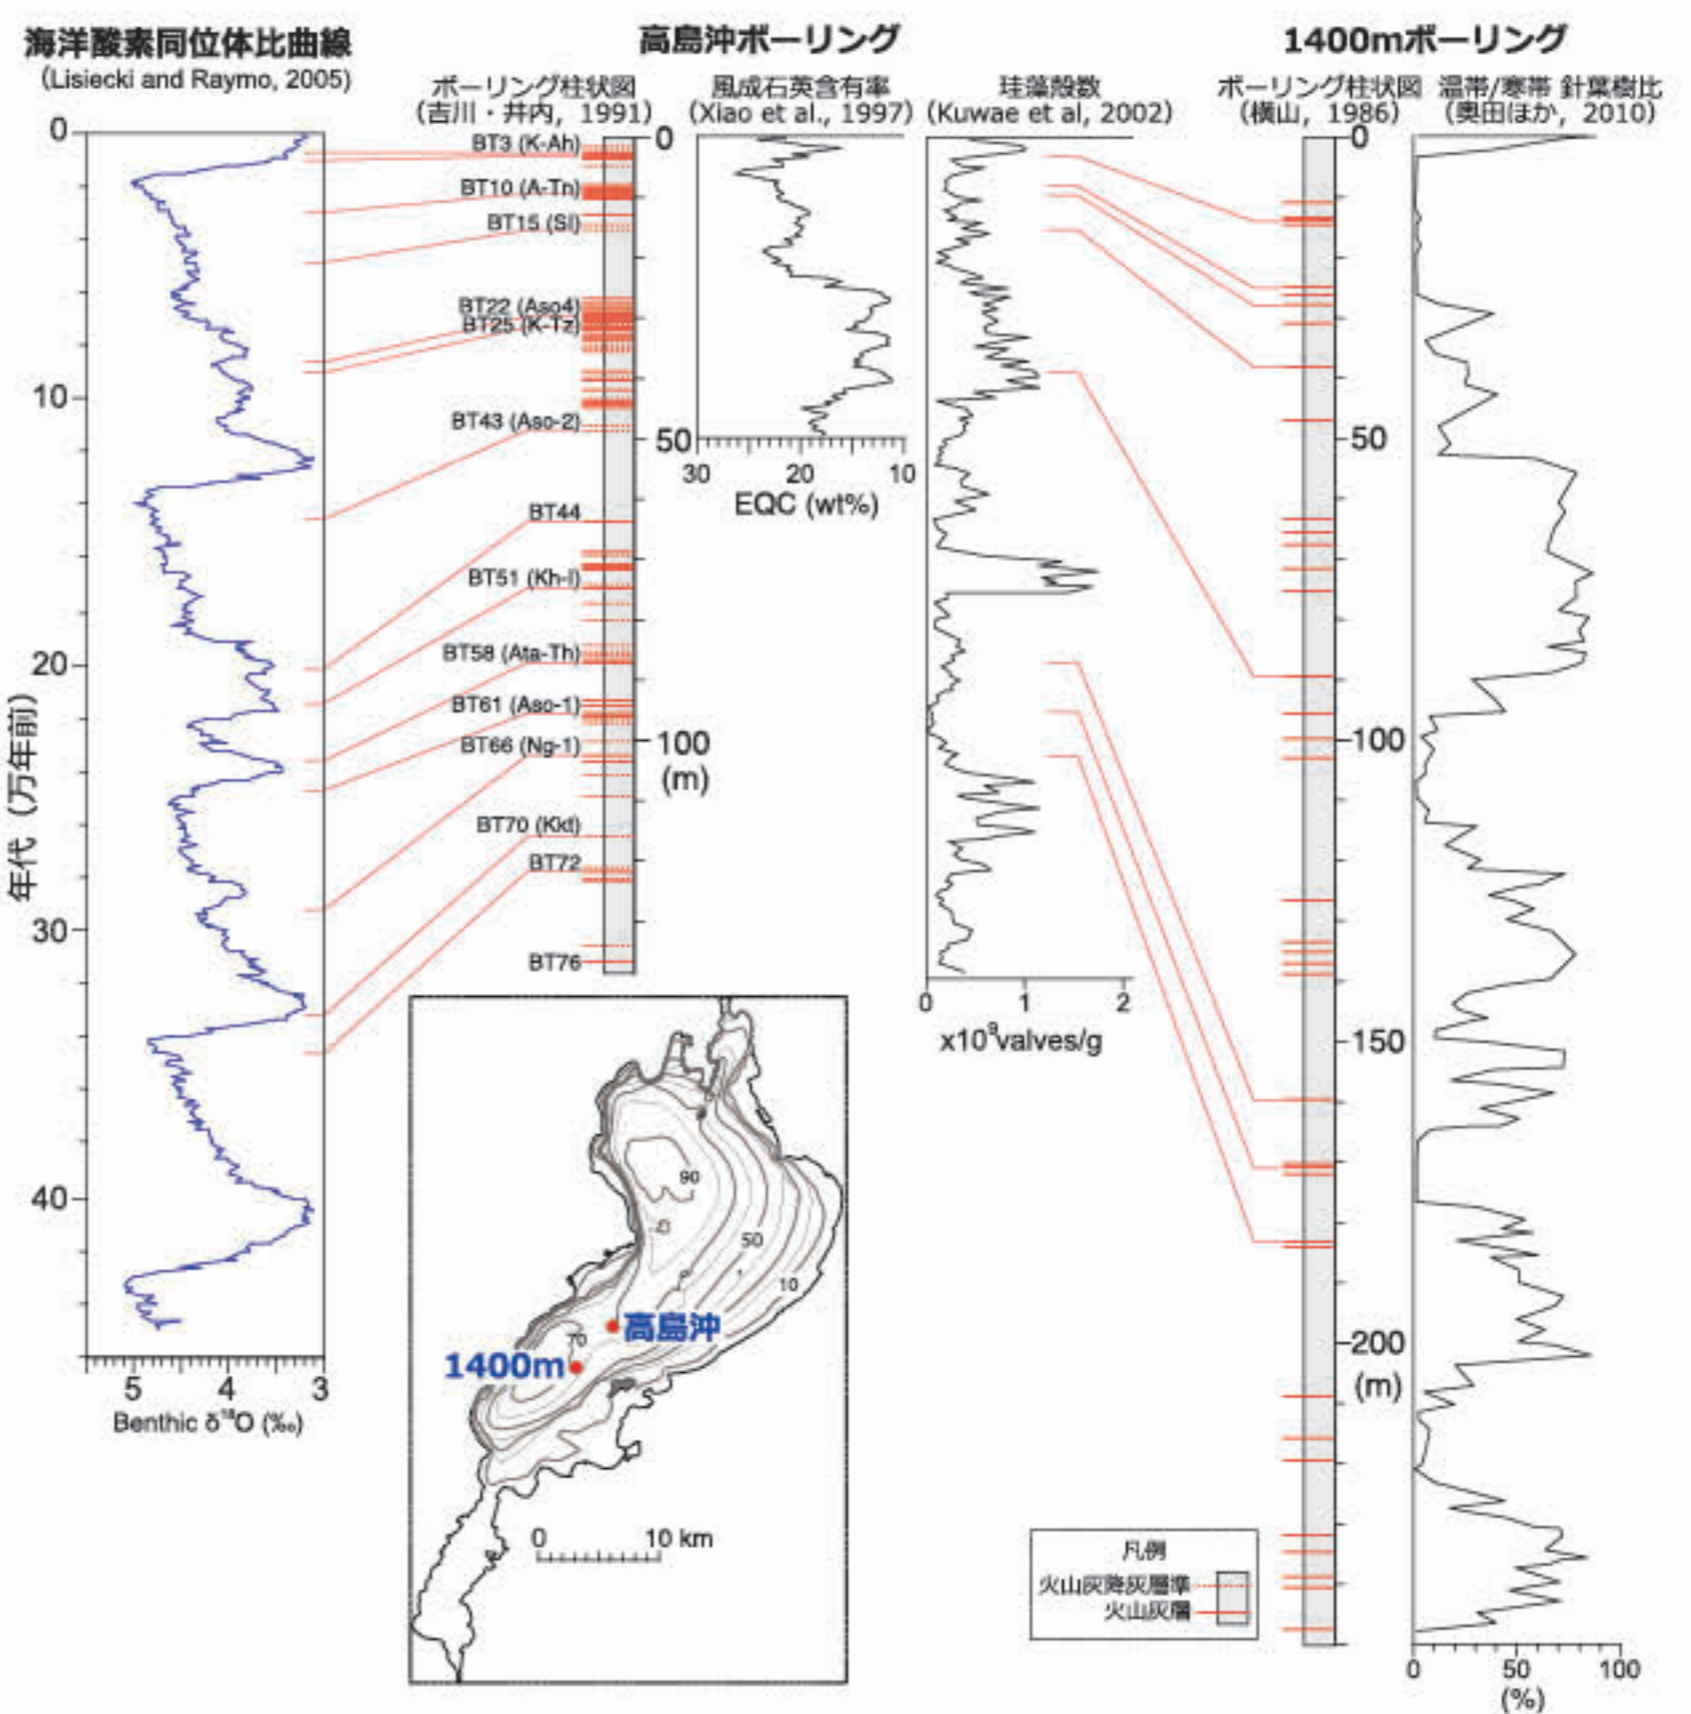 海洋酸素同位体比曲線
(Lisiecki and Raymo, 2005)
高島沖ボーリング
1400mボーリング
ボーリング柱状図
(吉川・井内, 1991)
風成石英含有率
(Xiao et al., 1997)
珪藻殻数
(Kuwae et al, 2002)
ボーリング柱状図
(横山, 1986)
温帯/寒帯 針葉樹比
(奥田ほか, 2010)
0
10
20
30
40
年代 (万年前)
5 4 3
Benthic δ¹⁸O (‰)
BT3 (K-Ah)
BT10 (A-Tn)
BT15 (SI)
BT22 (Aso4)
BT25 (K-Tz)
BT43 (Aso-2)
BT44
BT51 (Kh-I)
BT58 (Ata-Th)
BT61 (Aso-1)
BT66 (Ng-1)
BT70 (Kkt)
BT72
BT76
0
50
100
(m)
30 20 10
EQC (wt%)
0 1 2
x10⁹valves/g
0
50
100
150
200
(m)
0 50 100
(%)
90
50
10
70
高島沖
1400m
0 10 km
凡例
火山灰降灰層準
火山灰層